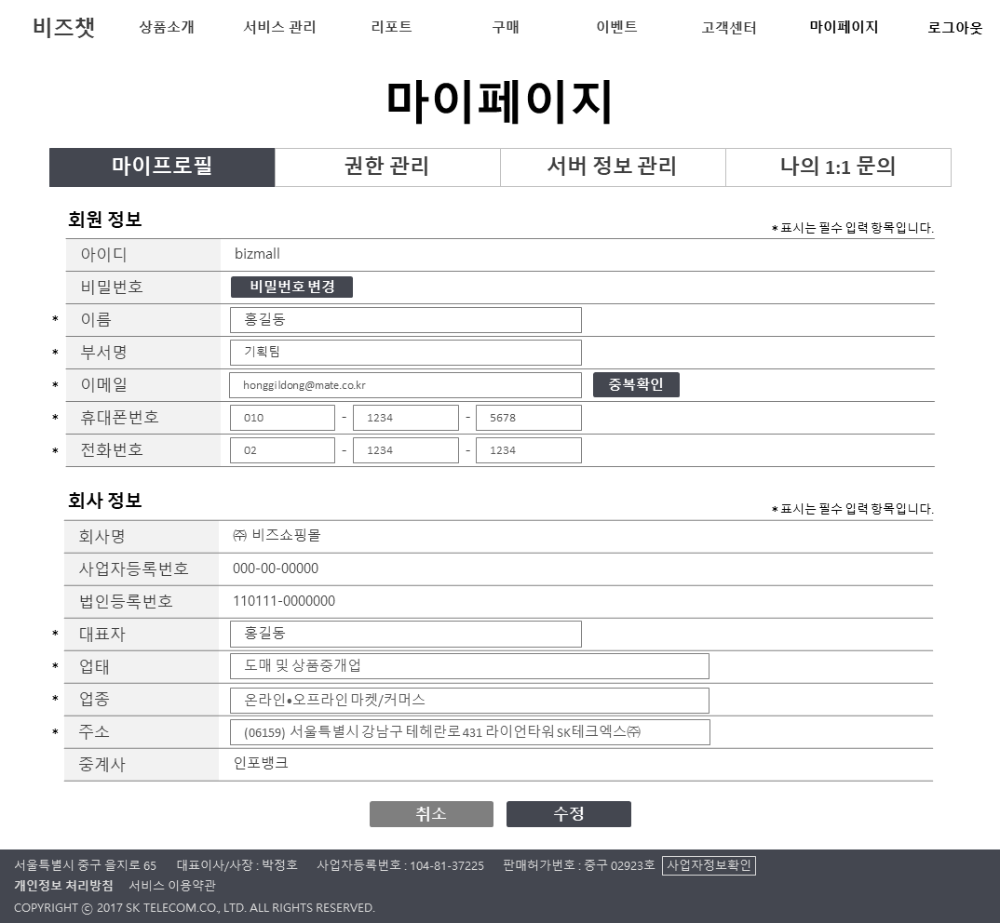 비즈챗 상품소개 서비스 관리 리포트 구매 이벤트 고객센터 마이페이지 로그아웃
마이페이지
마이프로필 권한 관리 서버 정보 관리 나의 1:1 문의
회원 정보 * 표시는 필수 입력 항목입니다.
아이디 bizmall
비밀번호 비밀번호 변경
* 이름 홍길동
* 부서명 기획팀
* 이메일 honggildong@mate.co.kr 중복확인
* 휴대폰번호 010 - 1234 - 5678
* 전화번호 02 - 1234 - 1234
회사 정보 * 표시는 필수 입력 항목입니다.
회사명 ㈜ 비즈쇼핑몰
사업자등록번호 000-00-00000
법인등록번호 110111-0000000
* 대표자 홍길동
* 업태 도매 및 상품중개업
* 업종 온라인•오프라인 마켓/커머스
* 주소 (06159) 서울특별시 강남구 테헤란로 431 라이언타워 SK테크엑스㈜
중계사 인포뱅크
취소 수정
서울특별시 중구 을지로 65 대표이사/사장 : 박정호 사업자등록번호 : 104-81-37225 판매허가번호 : 중구 02923호 사업자정보확인
개인정보 처리방침 서비스 이용약관
COPYRIGHT ⓒ 2017 SK TELECOM.CO., LTD. ALL RIGHTS RESERVED.